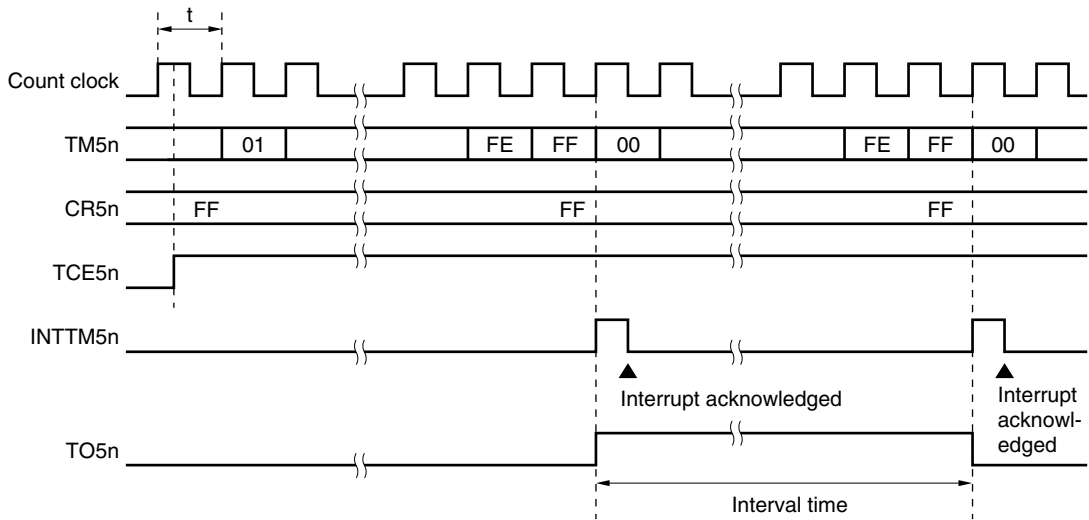 t
Count clock
TM5n 01 FE FF 00 FE FF 00
CR5n FF FF FF
TCE5n
INTTM5n
Interrupt acknowledged
Interrupt
acknowl-
edged
TO5n
Interval time